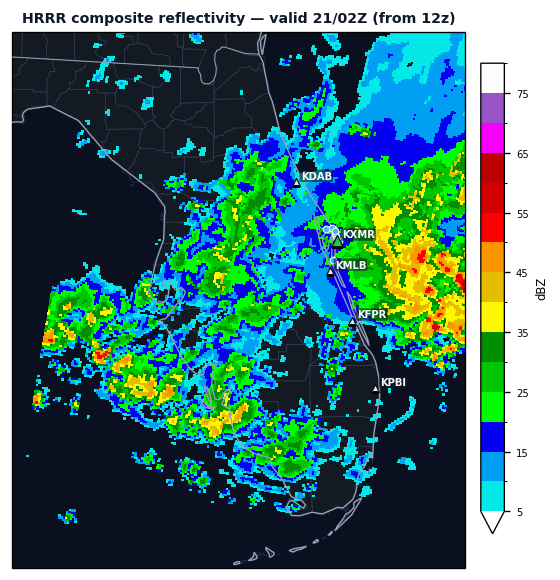 HRRR composite reflectivity — valid 21/02Z (from 12z)
KDAB
KXMR
KMLB
KFPR
KPBI
75
65
55
45
35
25
15
5
dBZ